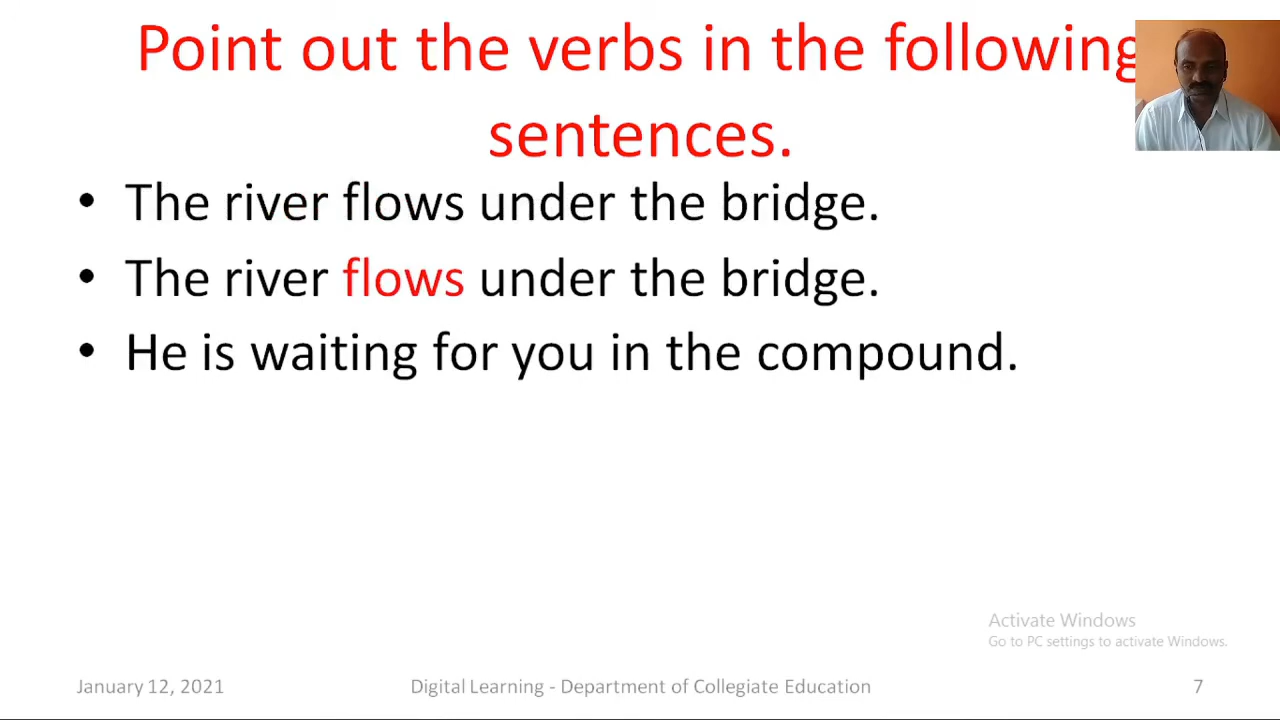 Point out the verbs in the following
sentences.
• The river flows under the bridge.
• The river flows under the bridge.
• He is waiting for you in the compound.
Activate Windows
Go to PC settings to activate Windows.
January 12, 2021 Digital Learning - Department of Collegiate Education 7